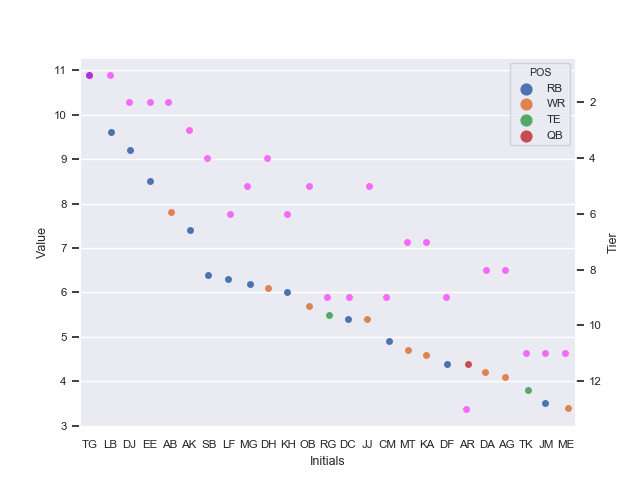 POS
RB
WR
TE
QB
11
10
9
8
7
6
5
4
3
Value
2
4
6
8
10
12
Tier
TG LB DJ EE AB AK SB LF MG DH KH OB RG DC JJ CM MT KA DF AR DA AG TK JM ME
Initials